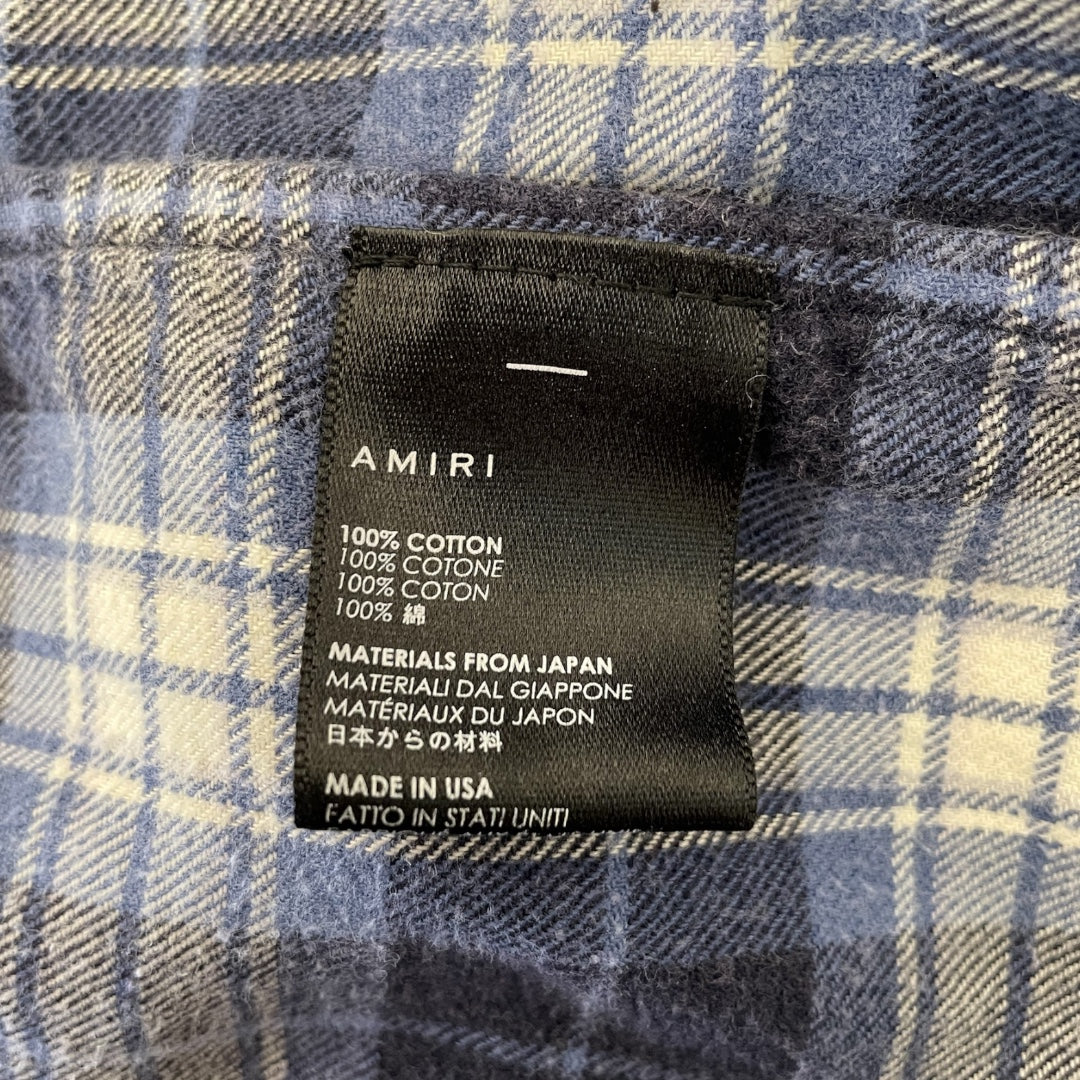 AMIRI
100% COTTON
100% COTONE
100% COTON
100% 綿
MATERIALS FROM JAPAN
MATERIALI DAL GIAPPONE
MATÉRIAUX DU JAPON
日本からの材料
MADE IN USA
FATTO IN STATI UNITI